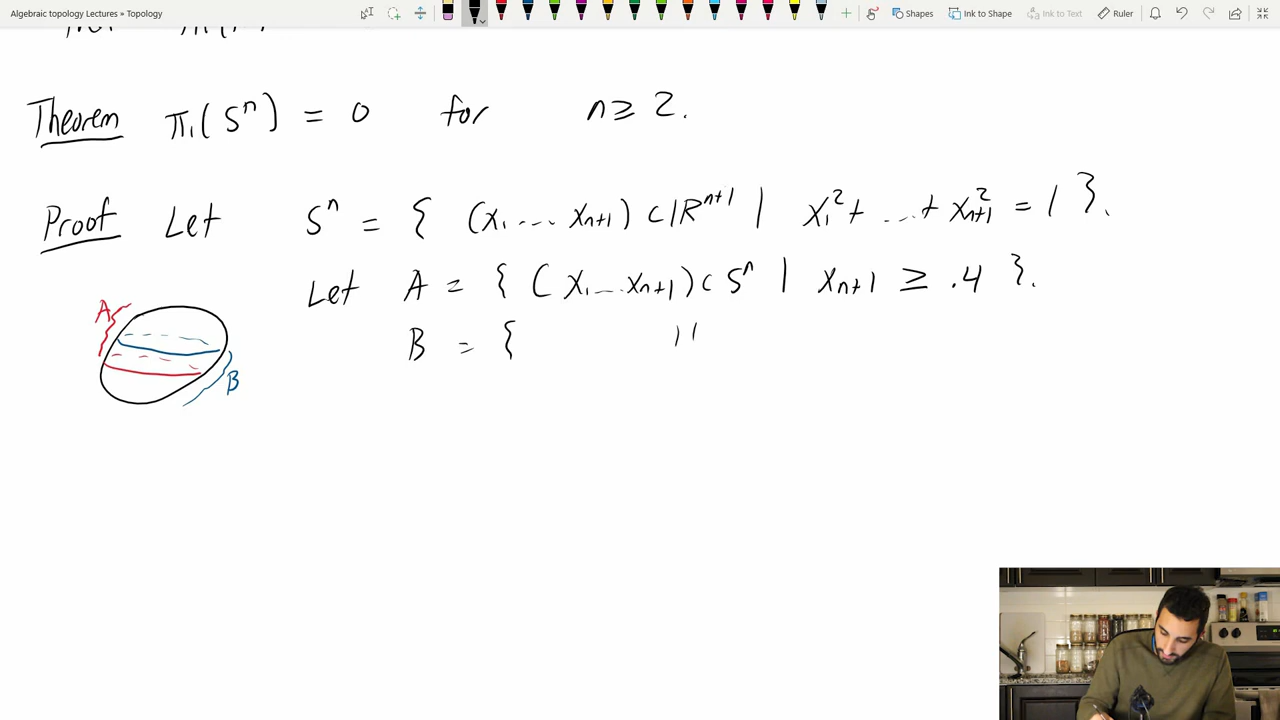 Algebraic topology Lectures » Topology
Shapes Ink to Shape Ink to Text Ruler
Theorem π₁(Sⁿ) = 0 for n ≥ 2.
Proof Let Sⁿ = { (x₁ ... xₙ₊₁) ⊂ ℝⁿ⁺¹ | x₁² + ... + xₙ₊₁² = 1 }.
Let A = { (x₁ ... xₙ₊₁) ⊂ Sⁿ | xₙ₊₁ ≥ .4 }.
A
B = { "
B